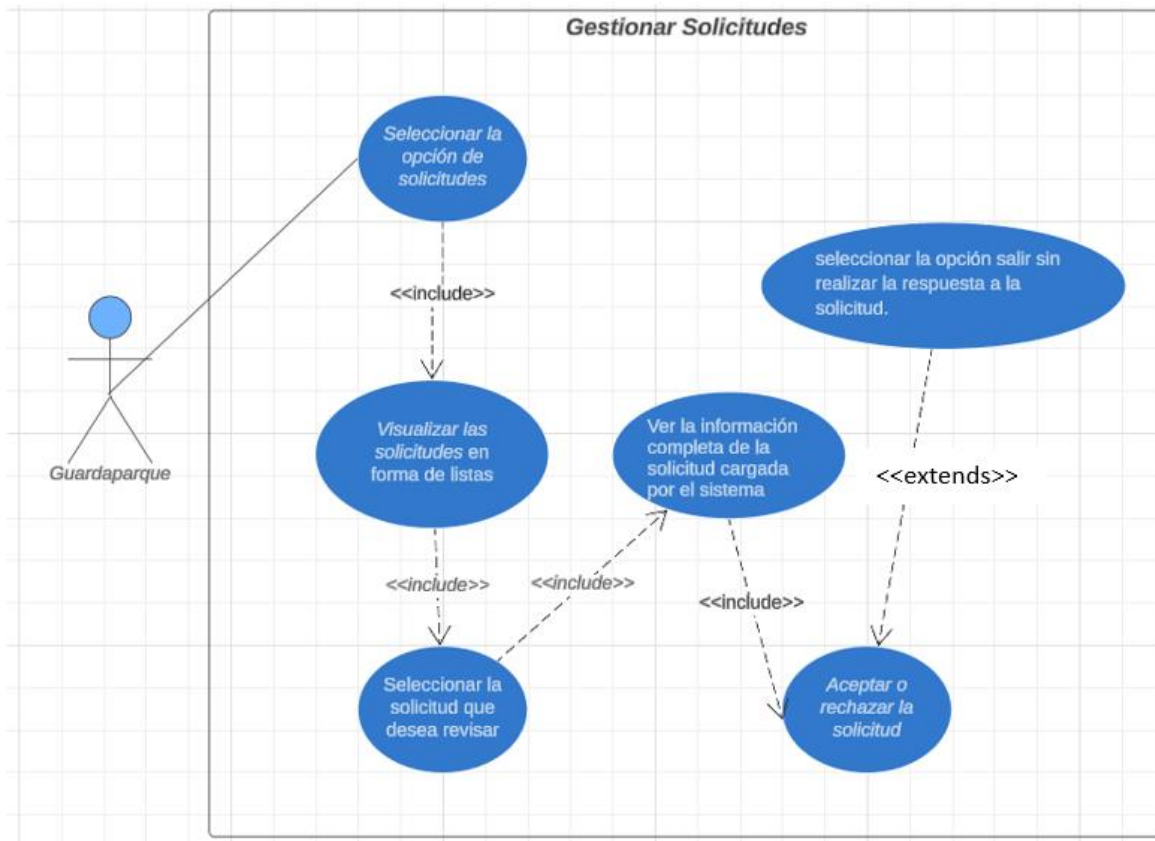 Gestionar Solicitudes
Seleccionar la
opción de
solicitudes
<<include>>
seleccionar la opción salir sin
realizar la respuesta a la
solicitud.
Guardaparque
Visualizar las
solicitudes en
forma de listas
Ver la información
completa de la
solicitud cargada
por el sistema
<<extends>>
<<include>>
<<include>>
<<include>>
Seleccionar la
solicitud que
desea revisar
Aceptar o
rechazar la
solicitud